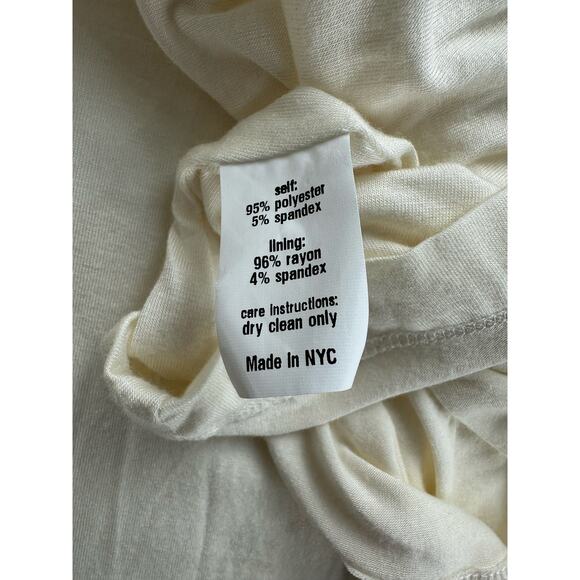 self:
95% polyester
5% spandex
lining:
96% rayon
4% spandex
care instructions:
dry clean only
Made in NYC